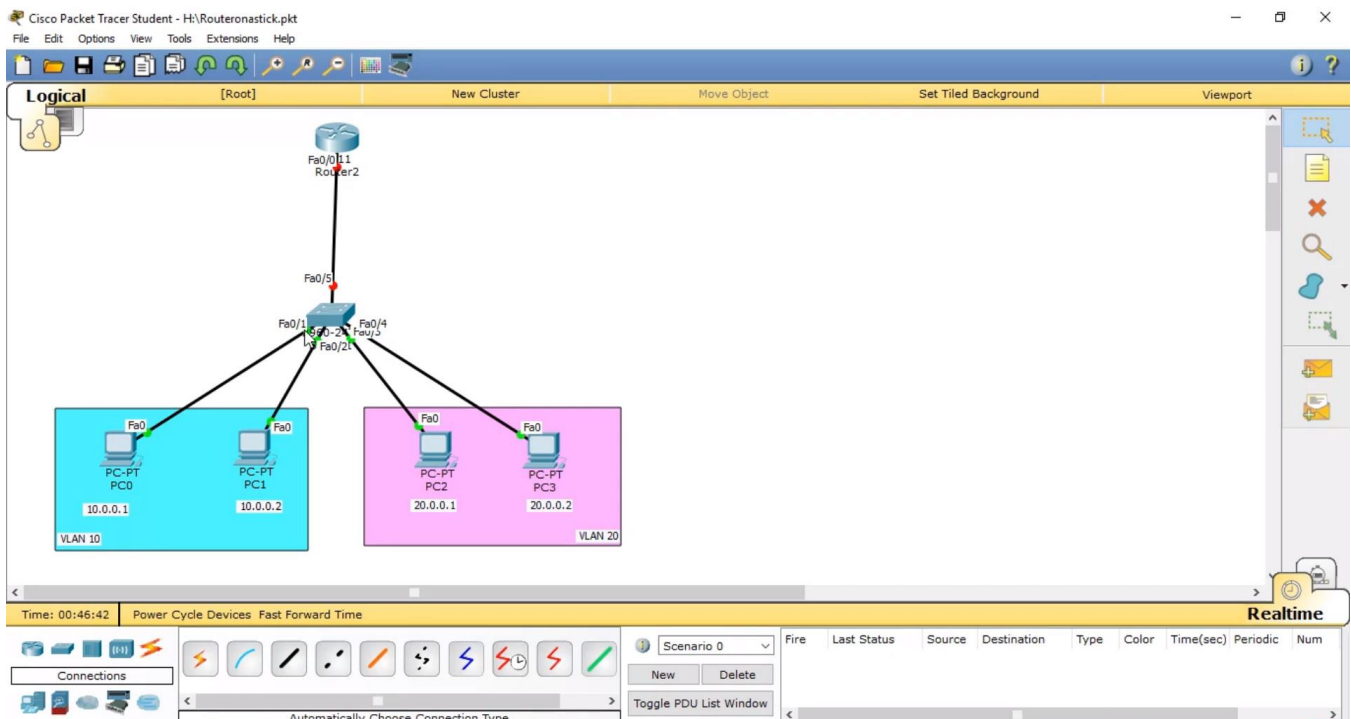 Cisco Packet Tracer Student - H:\Routeronastick.pkt
File Edit Options View Tools Extensions Help
Logical [Root] New Cluster Move Object Set Tiled Background Viewport
Fa0/0
Router2
Fa0/5
Fa0/1 Fa0/4
Fa0/2
Fa0 Fa0 Fa0 Fa0
PC-PT PC-PT PC-PT PC-PT
PC0 PC1 PC2 PC3
10.0.0.1 10.0.0.2 20.0.0.1 20.0.0.2
VLAN 10 VLAN 20
Time: 00:46:42 Power Cycle Devices Fast Forward Time Realtime
Scenario 0 Fire Last Status Source Destination Type Color Time(sec) Periodic Num
Connections New Delete
Toggle PDU List Window
Automatically Choose Connection Type